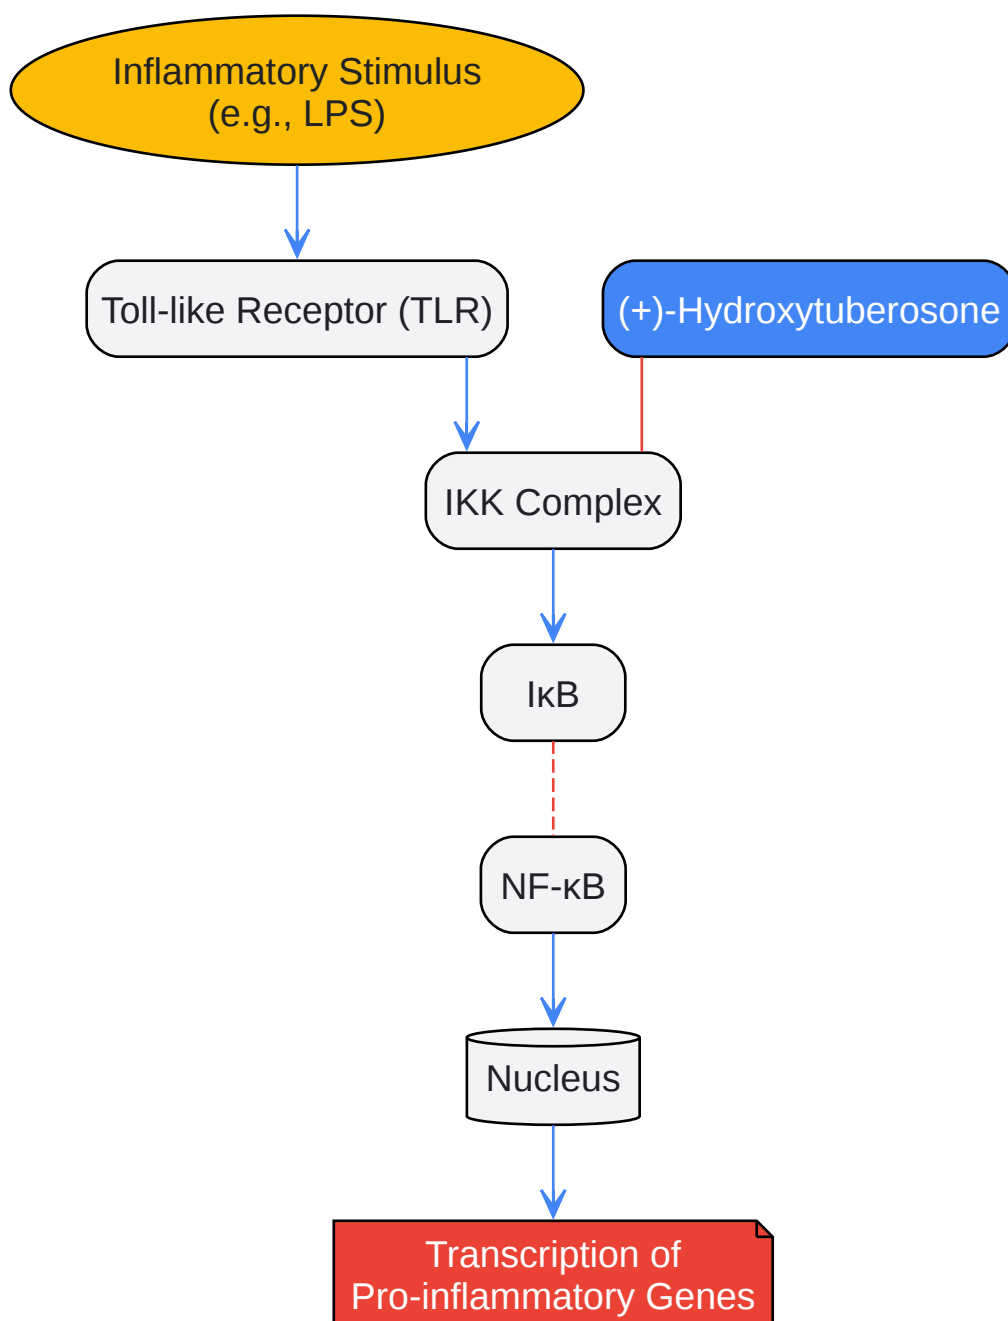 Inflammatory Stimulus
(e.g., LPS)
Toll-like Receptor (TLR)
(+)-Hydroxytuberosone
IKK Complex
IκB
NF-κB
Nucleus
Transcription of
Pro-inflammatory Genes